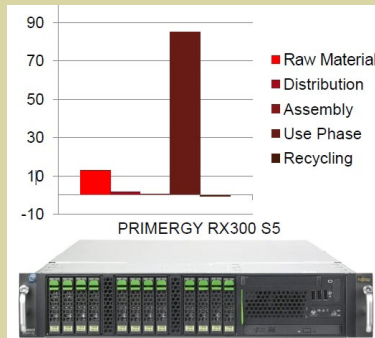 90
70
50
30
10
-10
Raw Material
Distribution
Assembly
Use Phase
Recycling
PRIMERGY RX300 S5